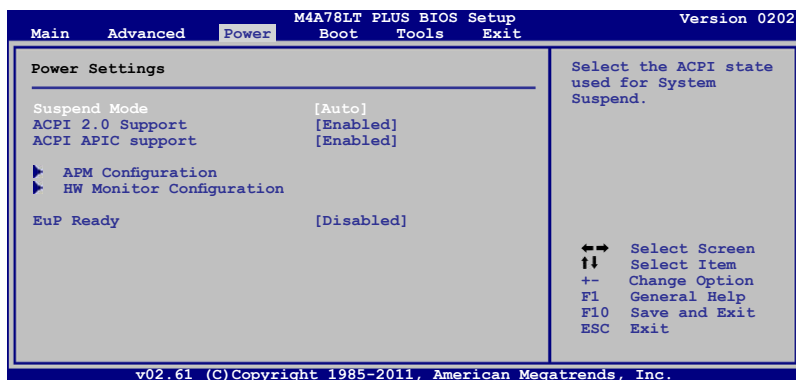 M4A78LT PLUS BIOS Setup Version 0202
Main Advanced Power Boot Tools Exit
Power Settings
Suspend Mode [Auto]
ACPI 2.0 Support [Enabled]
ACPI APIC support [Enabled]
APM Configuration
HW Monitor Configuration
EuP Ready [Disabled]
Select the ACPI state
used for System
Suspend.
←→ Select Screen
↑↓ Select Item
+- Change Option
F1 General Help
F10 Save and Exit
ESC Exit
v02.61 (C)Copyright 1985-2011, American Megatrends, Inc.